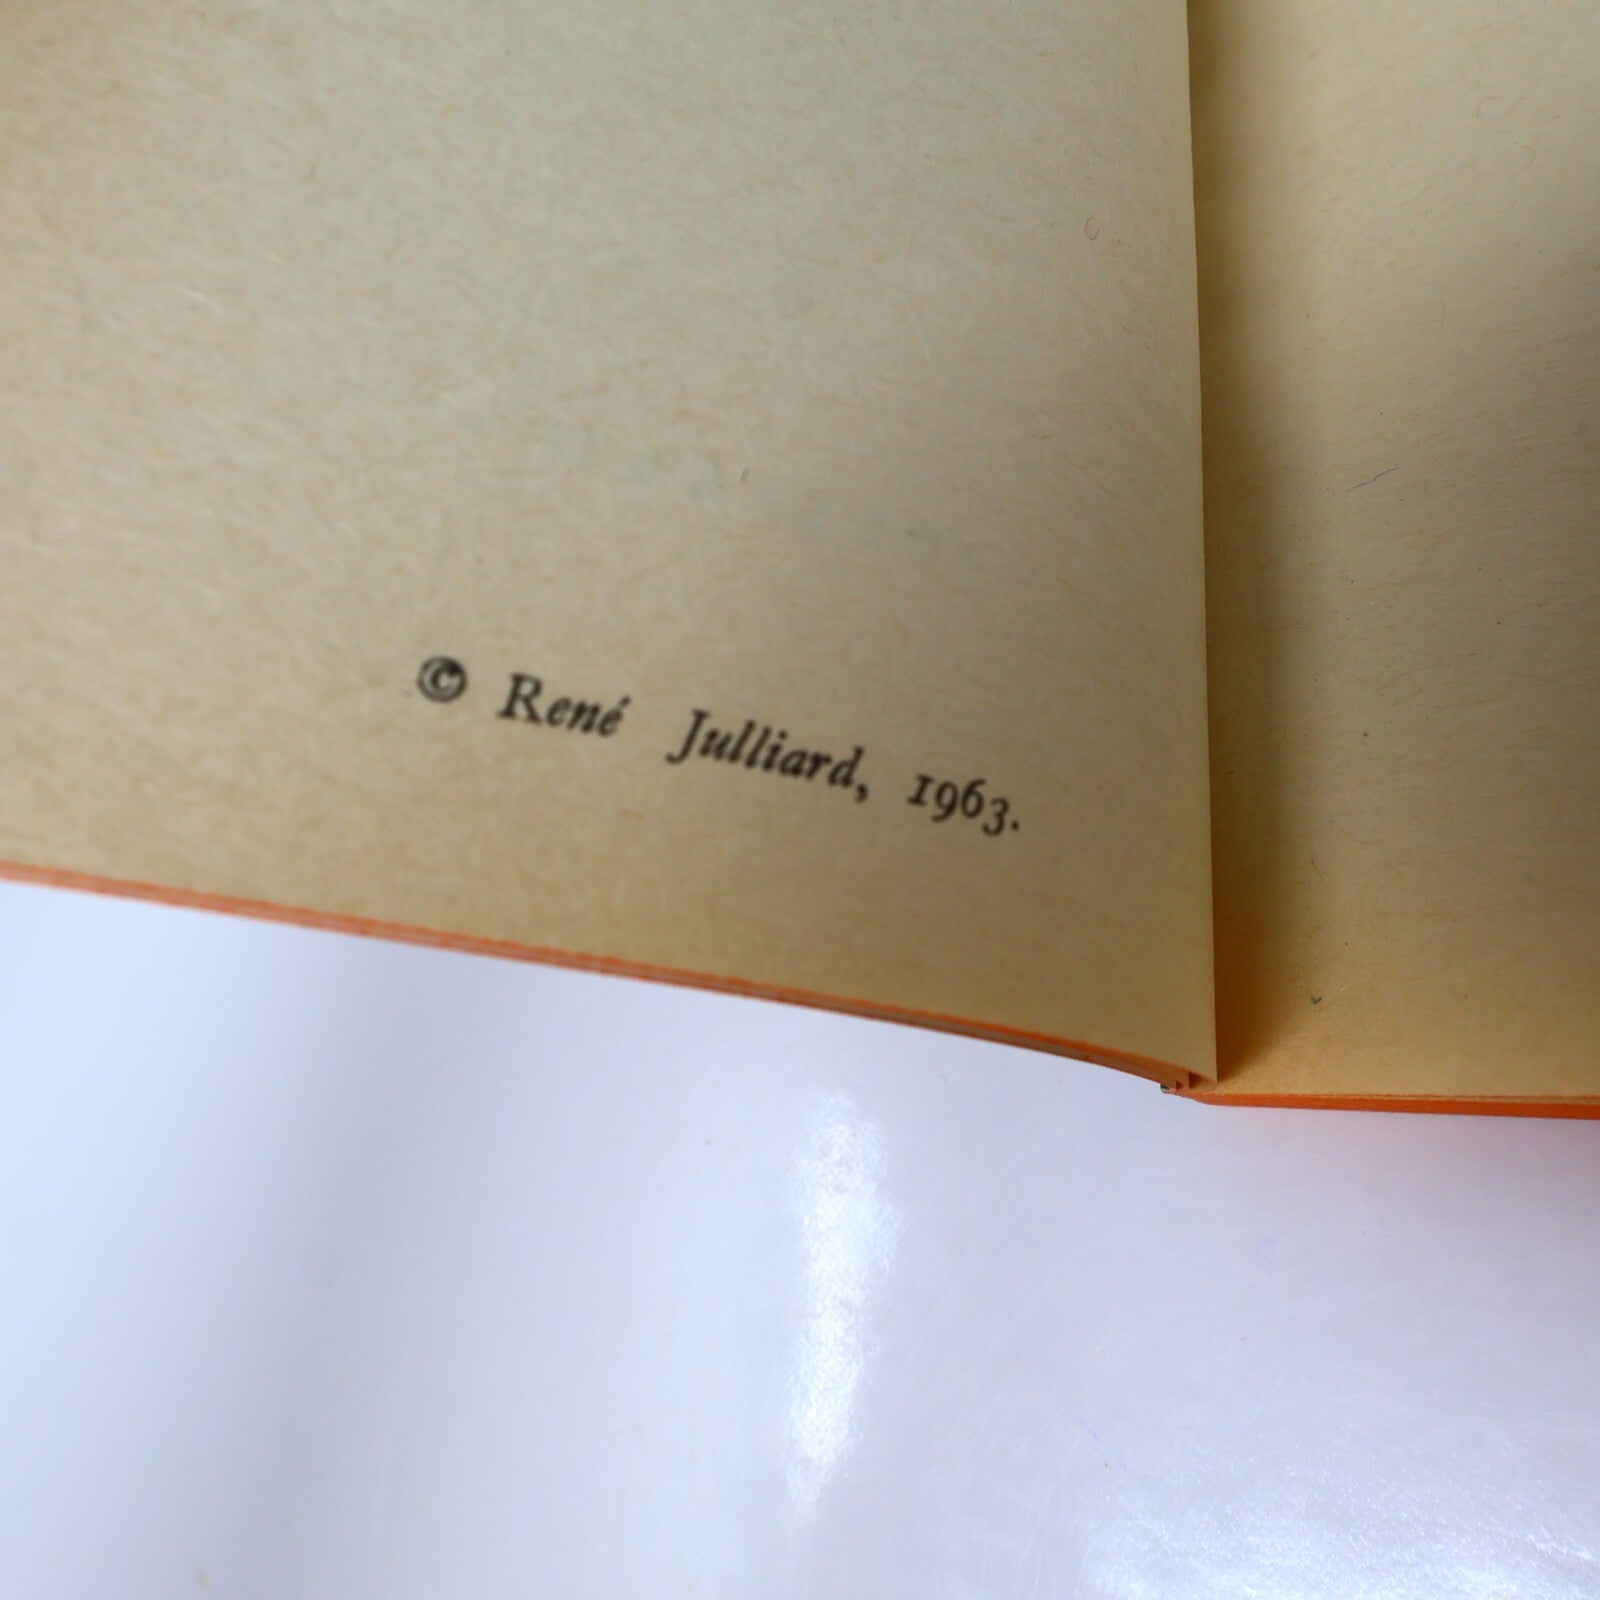 © René Julliard, 1963.